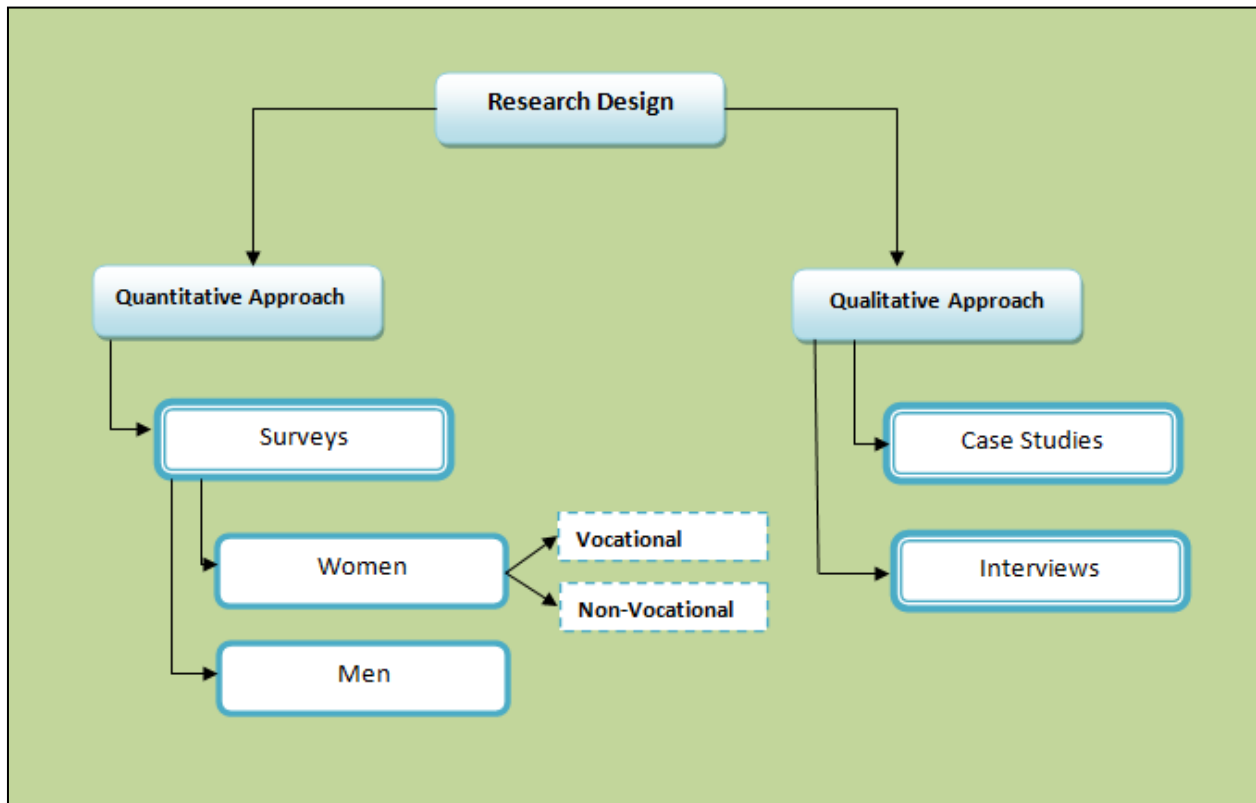 Research Design
Quantitative Approach
Qualitative Approach
Surveys
Case Studies
Vocational
Women
Interviews
Non-Vocational
Men